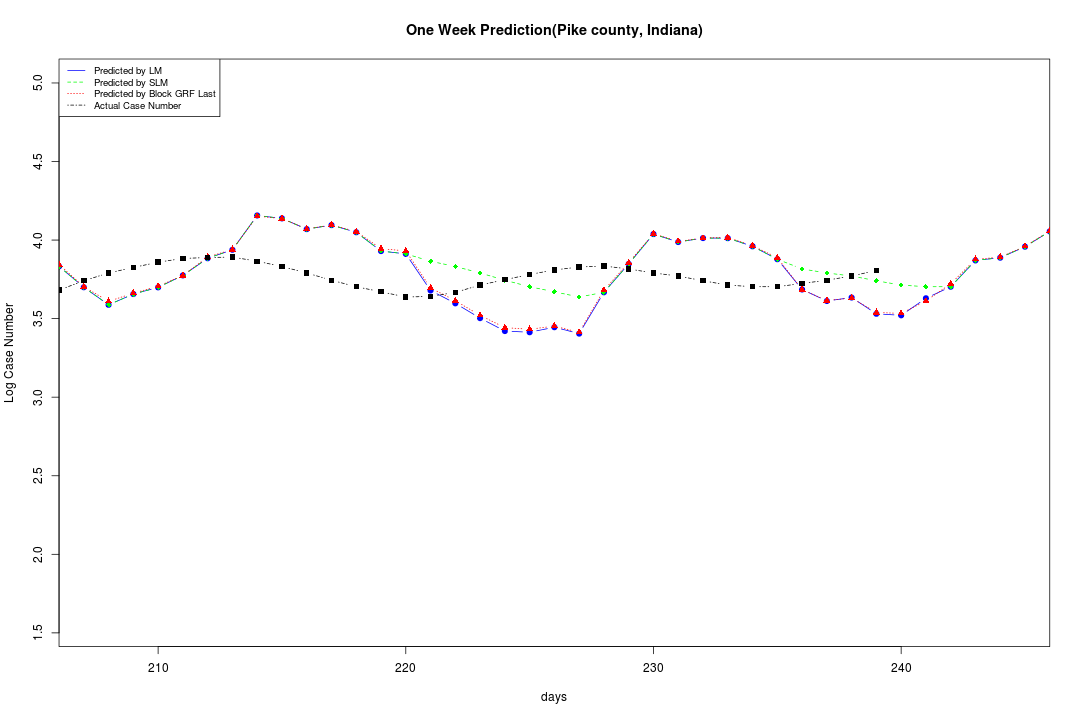 One Week Prediction(Pike county, Indiana)
Predicted by LM
Predicted by SLM
Predicted by Block GRF Last
Actual Case Number
5.0
4.5
4.0
3.5
3.0
2.5
2.0
1.5
Log Case Number
210 220 230 240
days